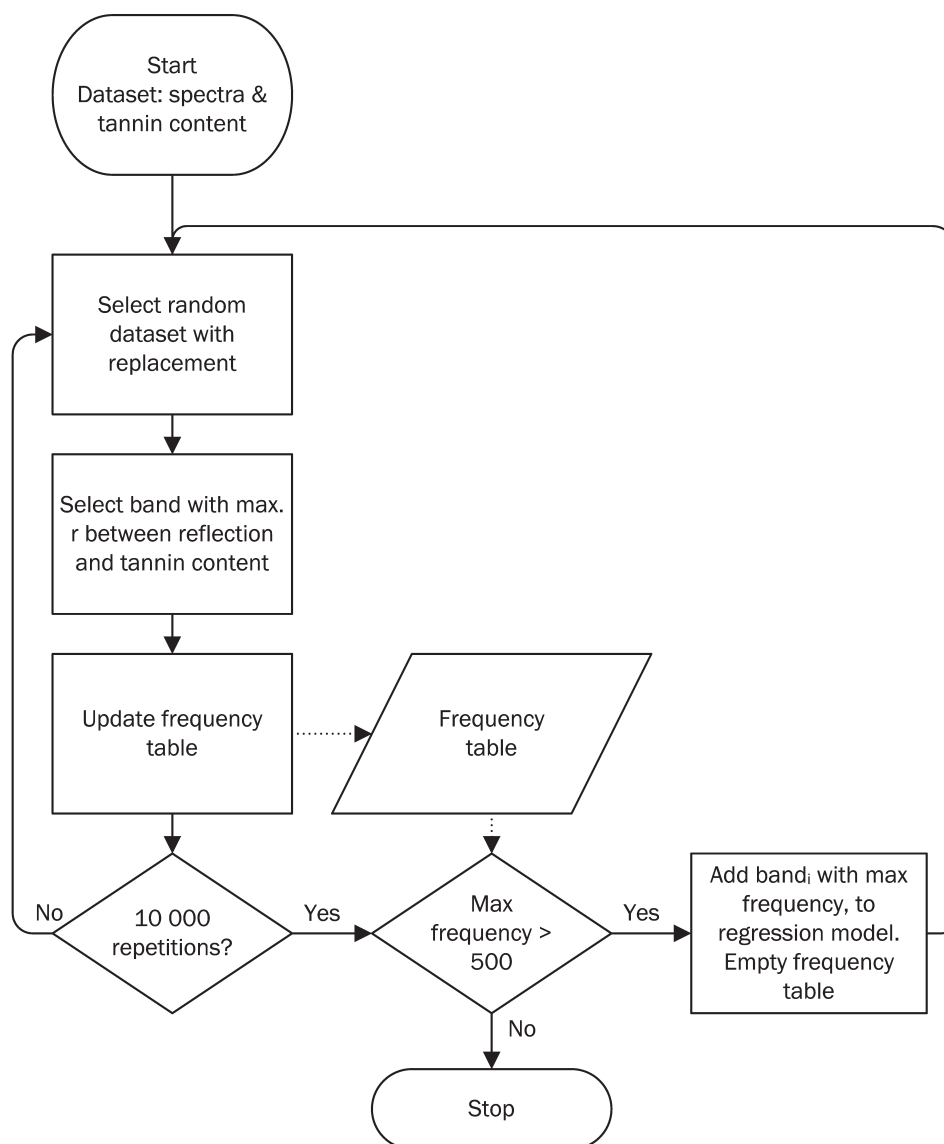 Start
Dataset: spectra &
tannin content
Select random
dataset with
replacement
Select band with max.
r between reflection
and tannin content
Update frequency
table
Frequency
table
No
10 000
repetitions?
Yes
Max
frequency >
500
Yes
Add bandᵢ with max
frequency, to
regression model.
Empty frequency
table
No
Stop